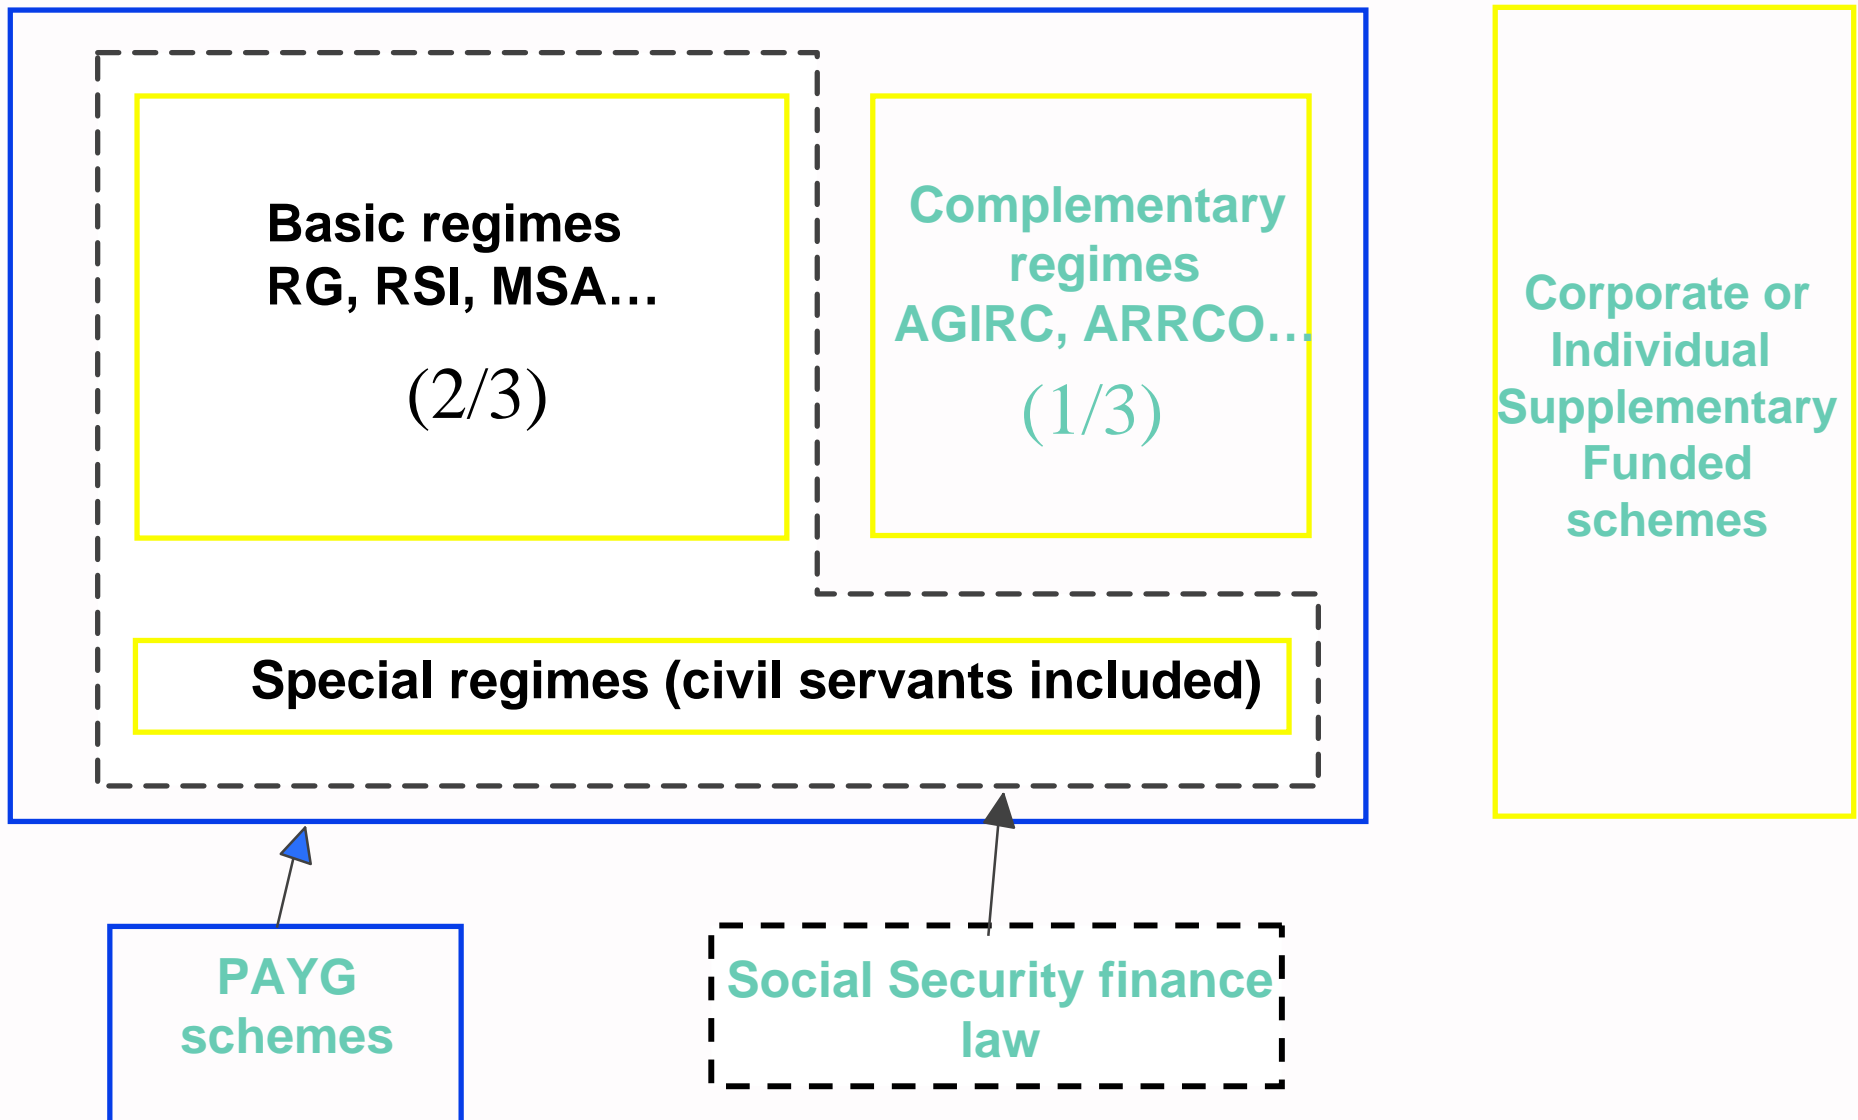 Basic regimes
RG, RSI, MSA…
(2/3)
Complementary
regimes
AGIRC, ARRCO…
(1/3)
Special regimes (civil servants included)
Corporate or
Individual
Supplementary
Funded
schemes
PAYG
schemes
Social Security finance
law